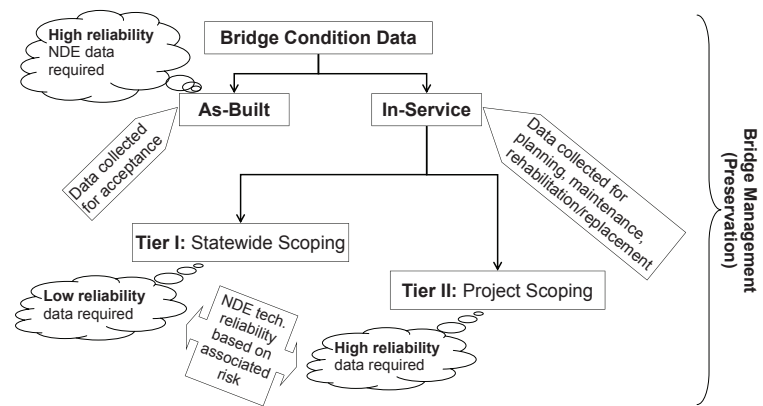 High reliability
NDE data
required
Bridge Condition Data
As-Built
In-Service
Data collected
for acceptance
Data collected for
planning, maintenance,
rehabilitation/replacement
Tier I: Statewide Scoping
Tier II: Project Scoping
Low reliability
data required
NDE tech.
reliability
based on
associated
risk
High reliability
data required
Bridge Management
(Preservation)